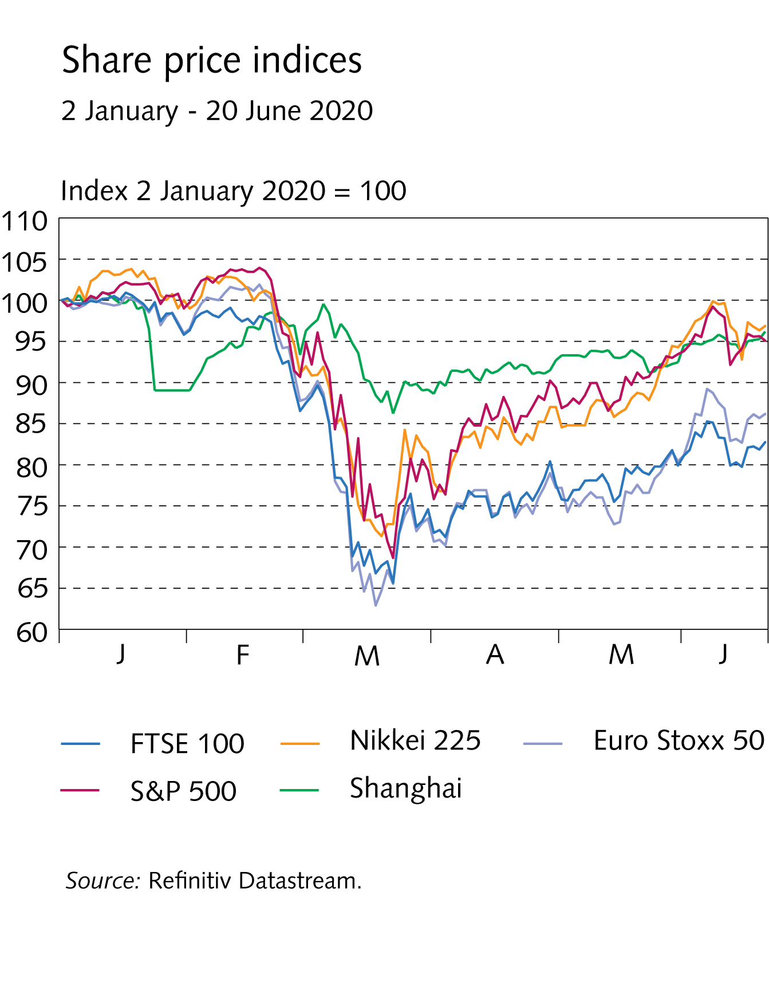 Share price indices
2 January - 20 June 2020
Index 2 January 2020 = 100
110
105
100
95
90
85
80
75
70
65
60
J F M A M J
FTSE 100 Nikkei 225 Euro Stoxx 50
S&P 500 Shanghai
Source: Refinitiv Datastream.